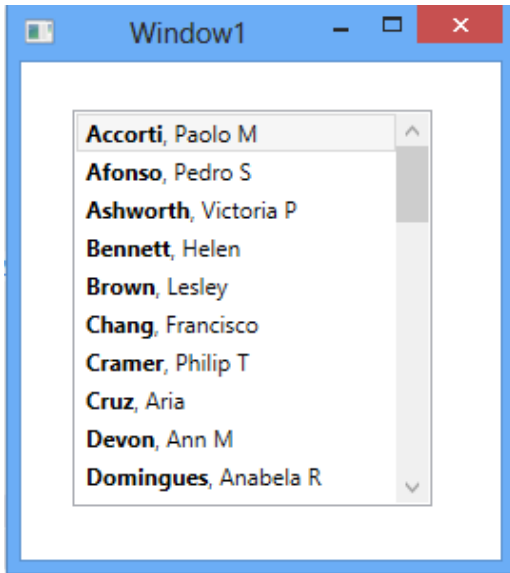 Window1
Accorti, Paolo M
Afonso, Pedro S
Ashworth, Victoria P
Bennett, Helen
Brown, Lesley
Chang, Francisco
Cramer, Philip T
Cruz, Aria
Devon, Ann M
Domingues, Anabela R